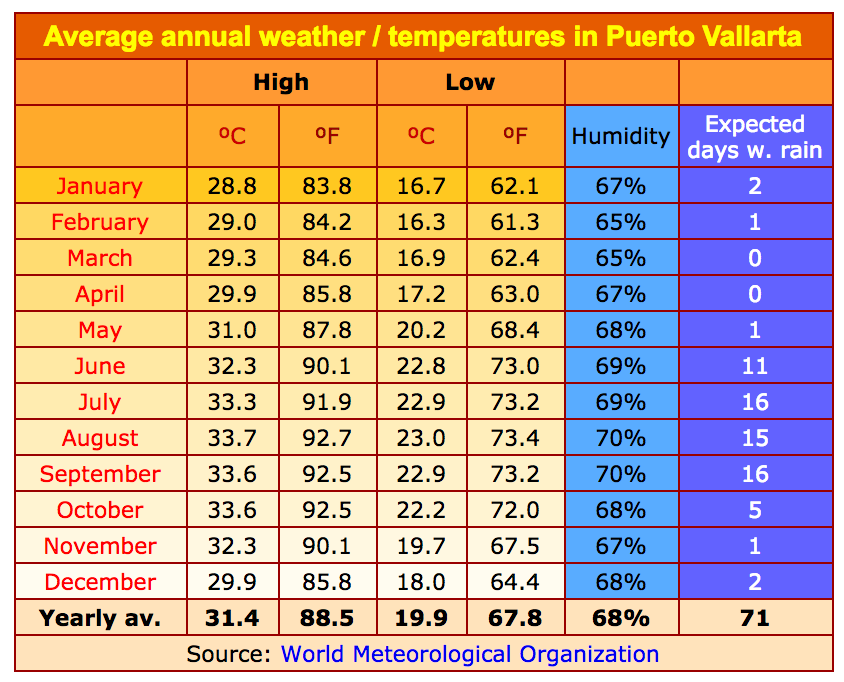 Average annual weather / temperatures in Puerto Vallarta
High Low
ºC ºF ºC ºF Humidity Expected
days w. rain
January 28.8 83.8 16.7 62.1 67% 2
February 29.0 84.2 16.3 61.3 65% 1
March 29.3 84.6 16.9 62.4 65% 0
April 29.9 85.8 17.2 63.0 67% 0
May 31.0 87.8 20.2 68.4 68% 1
June 32.3 90.1 22.8 73.0 69% 11
July 33.3 91.9 22.9 73.2 69% 16
August 33.7 92.7 23.0 73.4 70% 15
September 33.6 92.5 22.9 73.2 70% 16
October 33.6 92.5 22.2 72.0 68% 5
November 32.3 90.1 19.7 67.5 67% 1
December 29.9 85.8 18.0 64.4 68% 2
Yearly av. 31.4 88.5 19.9 67.8 68% 71
Source: World Meteorological Organization